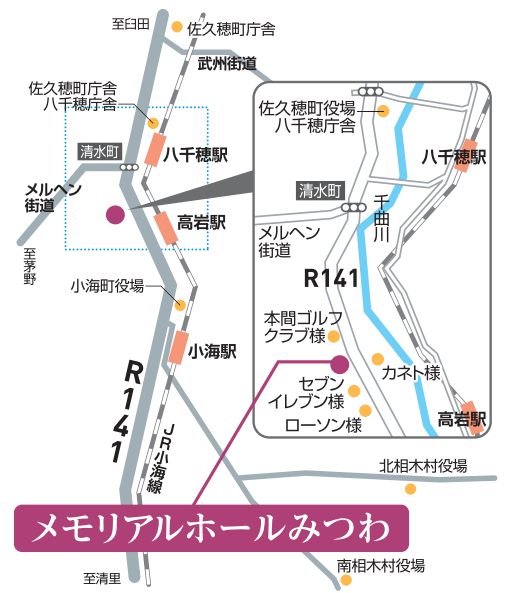 至臼田
佐久穂町庁舎
武州街道
佐久穂町庁舎
八千穂庁舎
八千穂駅
清水町
メルヘン
街道
高岩駅
至茅野
小海町役場
小海駅
R141
JR小海線
佐久穂町役場
八千穂庁舎
八千穂駅
清水町
千曲川
メルヘン
街道
R141
本間ゴルフ
クラブ様
カネト様
セブン
イレブン様
ローソン様
高岩駅
北相木村役場
メモリアルホールみつわ
南相木村役場
至清里